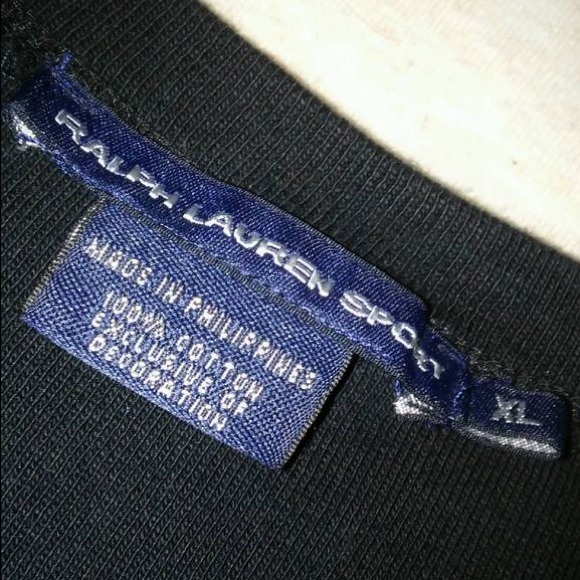 RALPH LAUREN SPORT
XL
MADE IN PHILIPPINES
100% COTTON
EXCLUSIVE OF
DECORATION